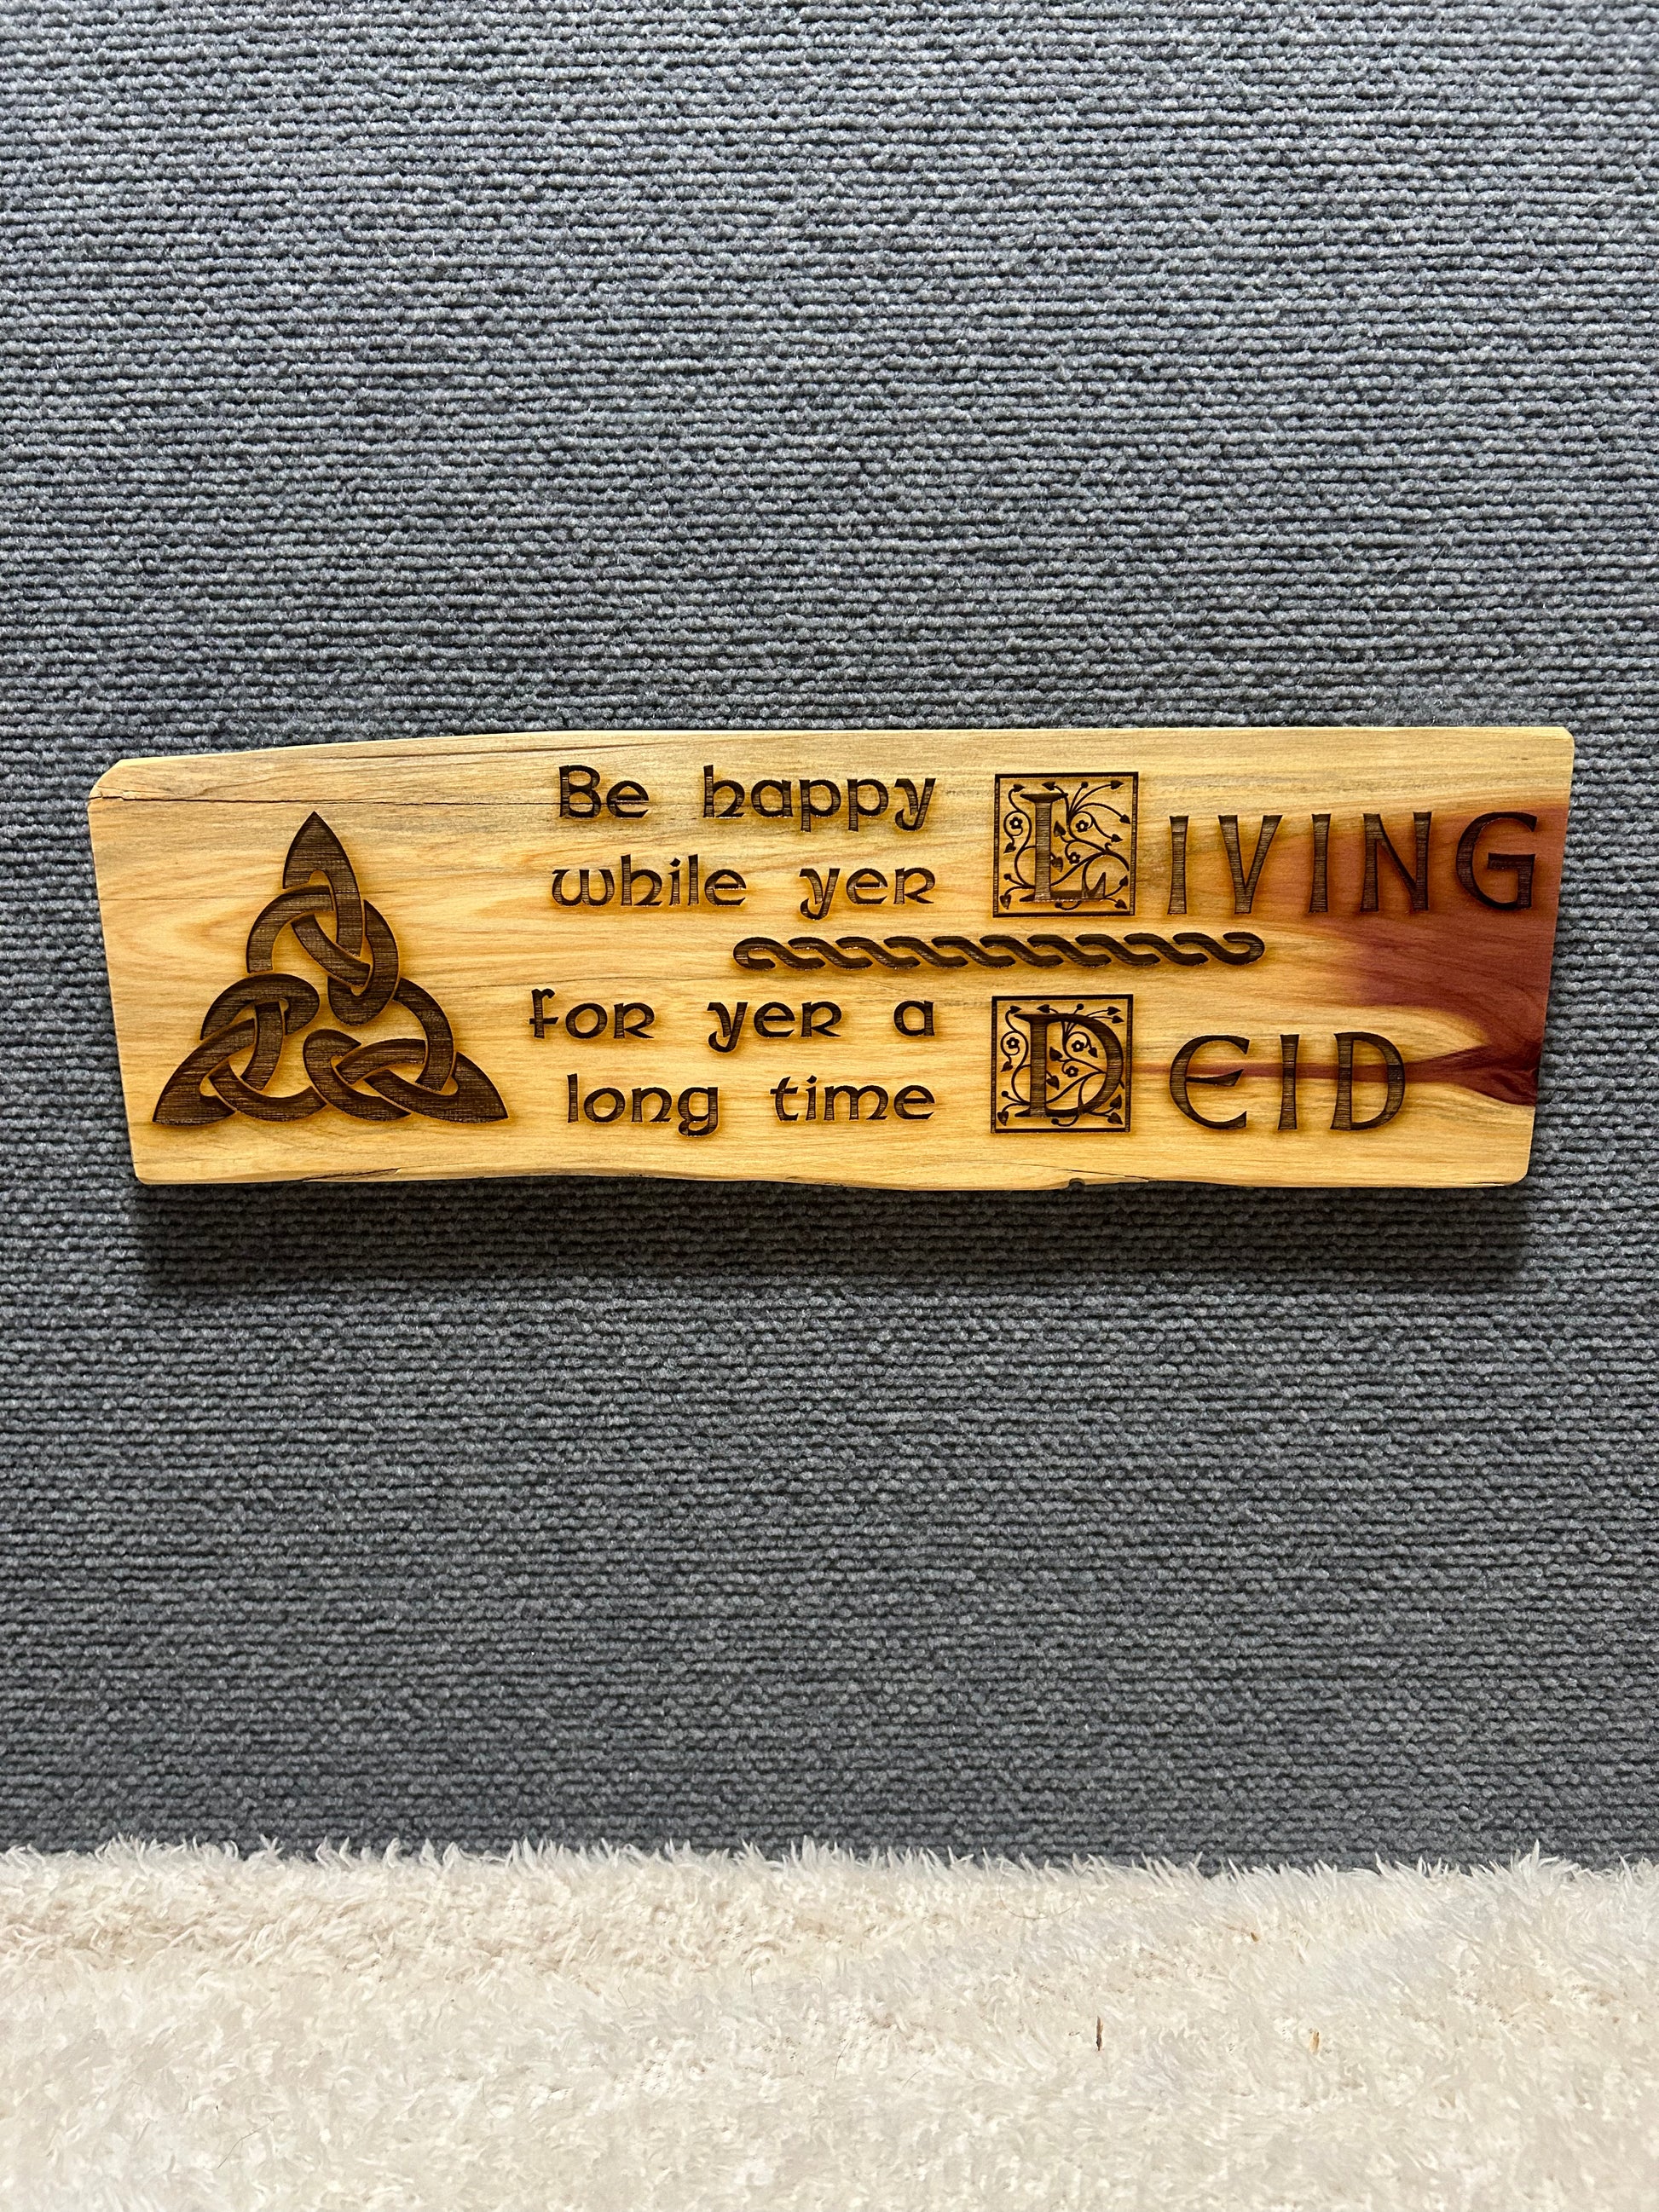 Be happy
while yer LIVING
for yer a
long time DEID